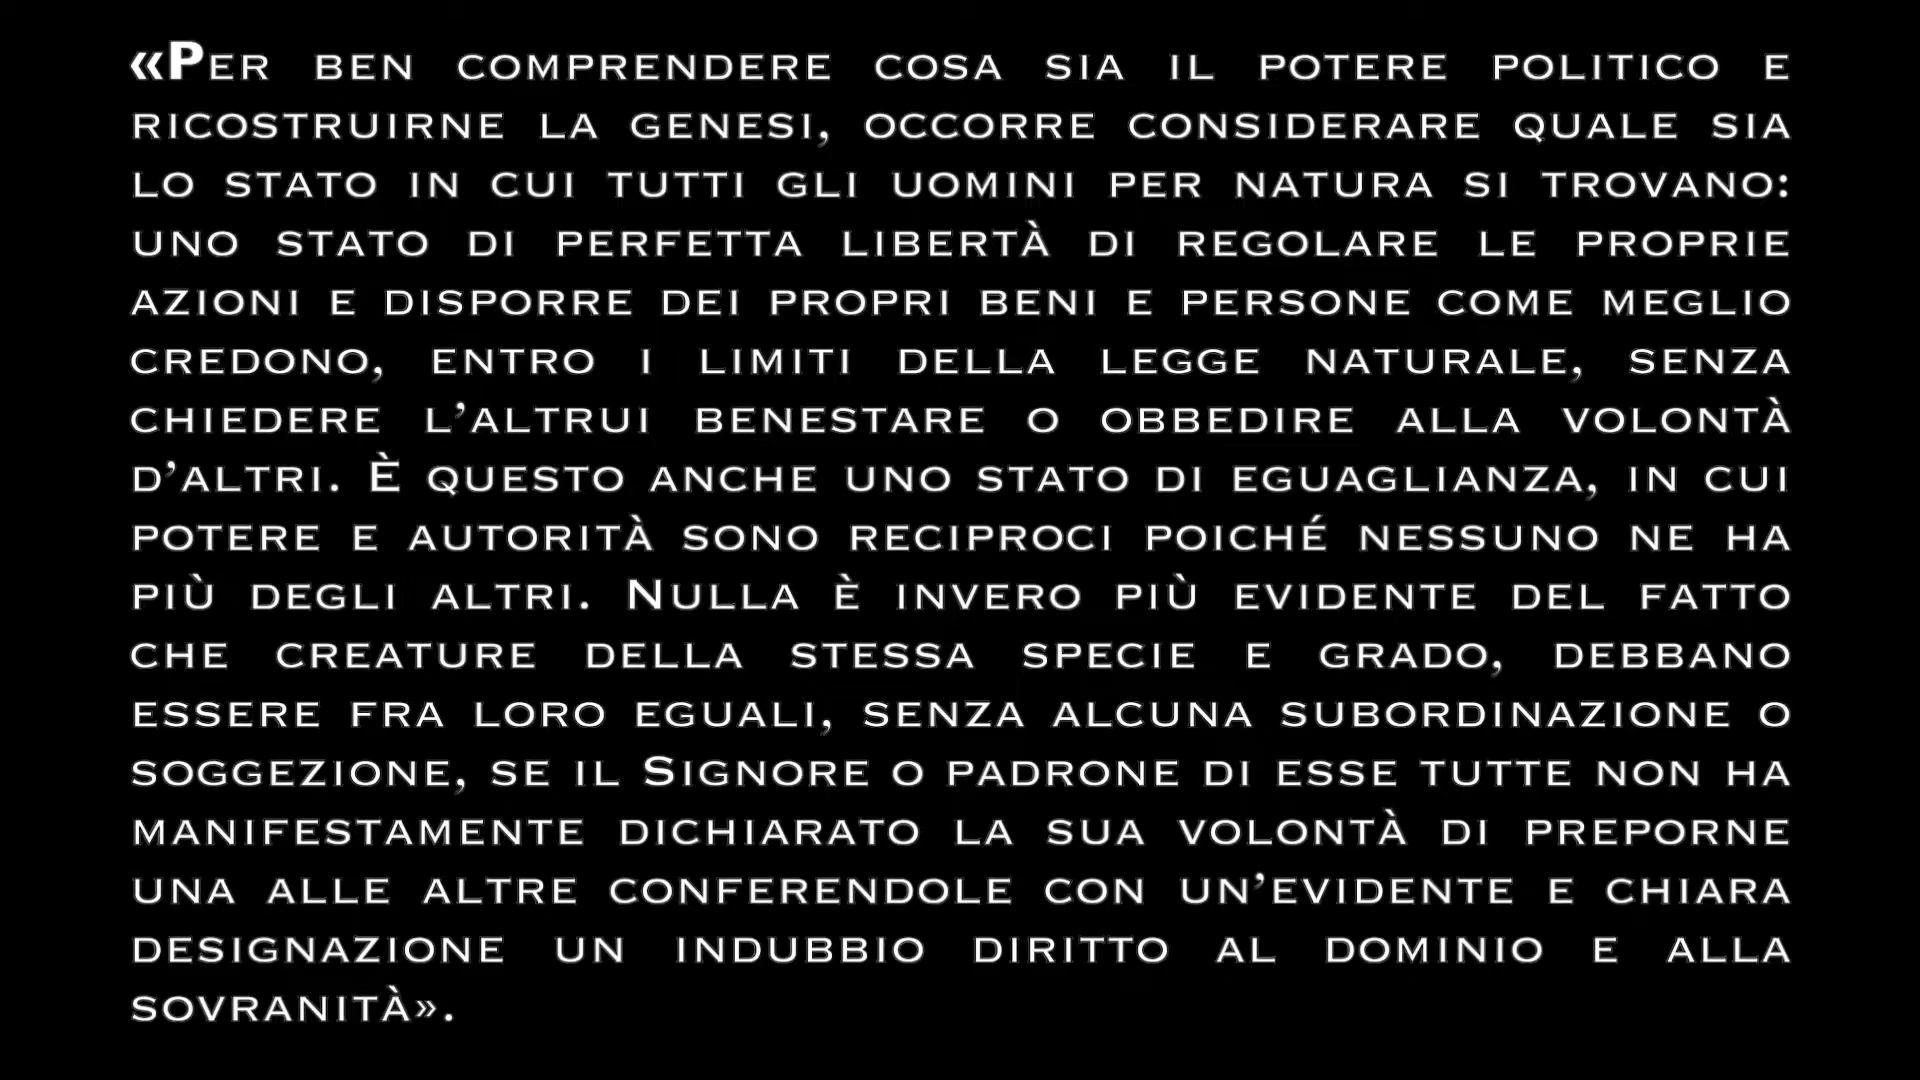 «Per ben comprendere cosa sia il potere politico e
ricostruirne la genesi, occorre considerare quale sia
lo stato in cui tutti gli uomini per natura si trovano:
uno stato di perfetta libertà di regolare le proprie
azioni e disporre dei propri beni e persone come meglio
credono, entro i limiti della legge naturale, senza
chiedere l’altrui benestare o obbedire alla volontà
d’altri. È questo anche uno stato di eguaglianza, in cui
potere e autorità sono reciproci poiché nessuno ne ha
più degli altri. Nulla è invero più evidente del fatto
che creature della stessa specie e grado, debbano
essere fra loro eguali, senza alcuna subordinazione o
soggezione, se il Signore o padrone di esse tutte non ha
manifestamente dichiarato la sua volontà di preporne
una alle altre conferendole con un’evidente e chiara
designazione un indubbio diritto al dominio e alla
sovranità».